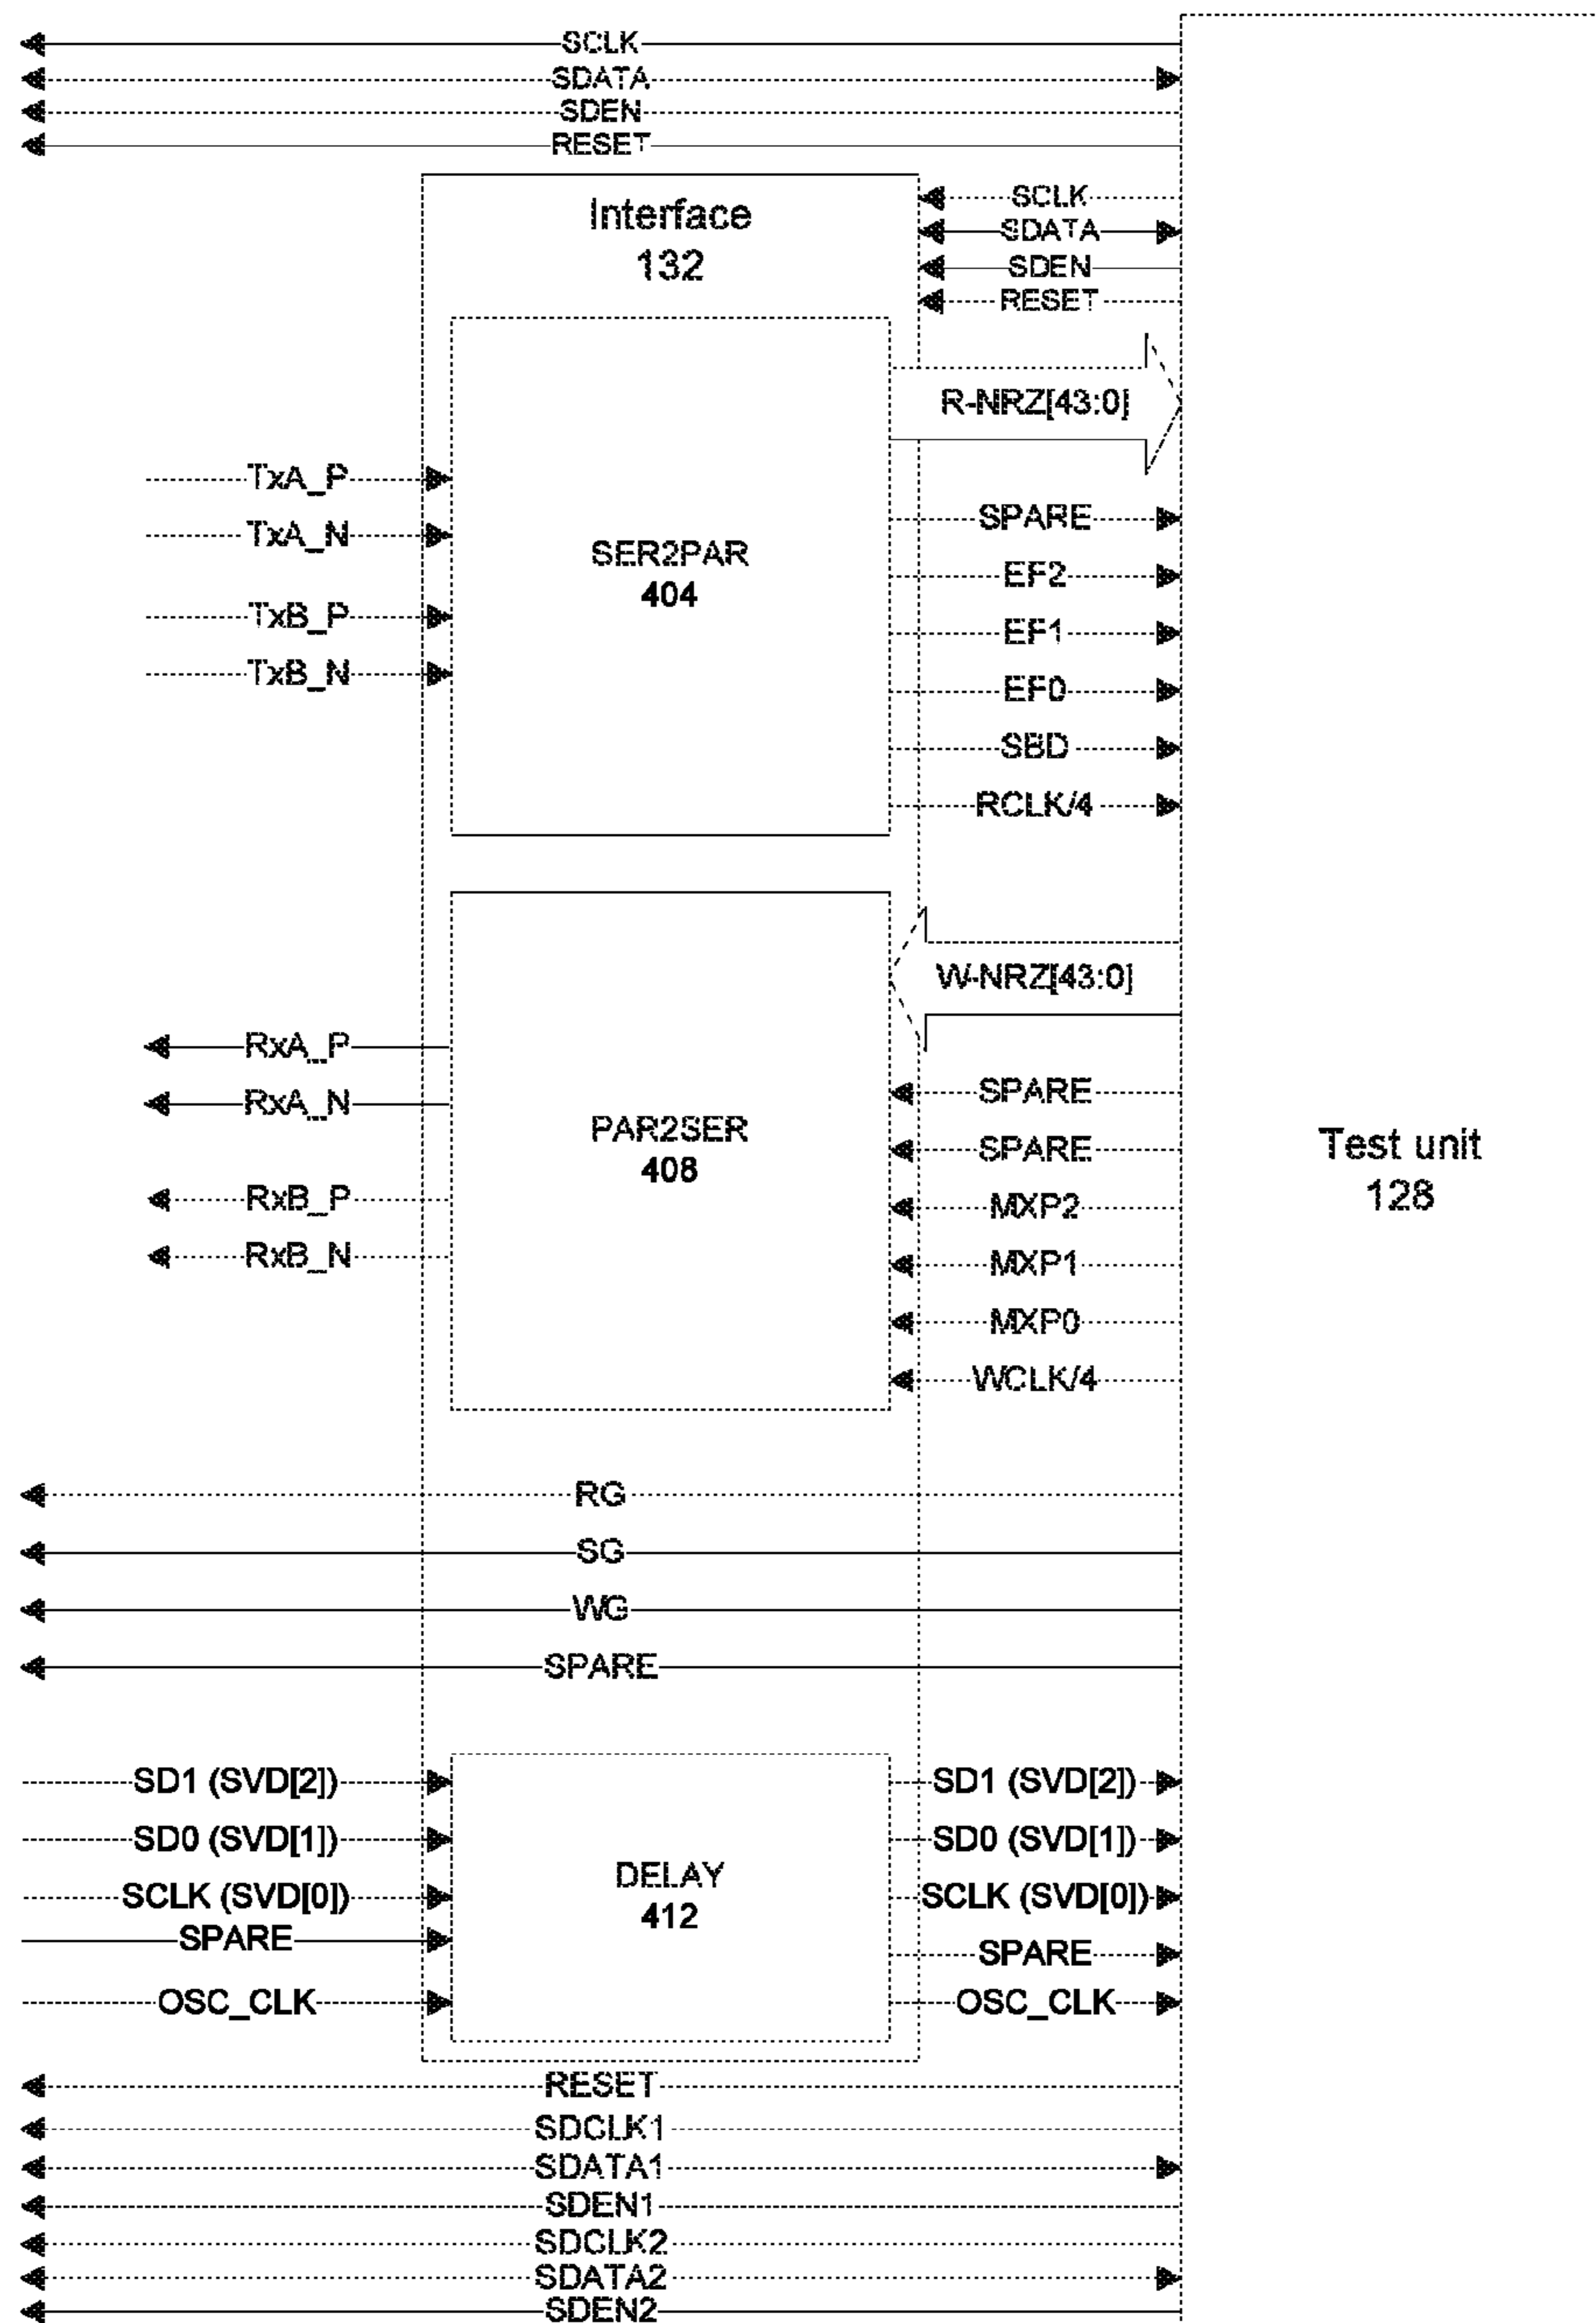 SCLK
SDATA
SDEN
RESET
Interface
132
SCLK
SDATA
SDEN
RESET
R-NRZ[43:0]
TxA_P
TxA_N
TxB_P
TxB_N
SER2PAR
404
SPARE
EF2
EF1
EF0
SBD
RCLK/4
W-NRZ[43:0]
RxA_P
RxA_N
RxB_P
RxB_N
PAR2SER
408
SPARE
SPARE
MXP2
MXP1
MXP0
WCLK/4
Test unit
128
RG
SG
WG
SPARE
SD1 (SVD[2])
SD0 (SVD[1])
SCLK (SVD[0])
SPARE
OSC_CLK
DELAY
412
SD1 (SVD[2])
SD0 (SVD[1])
SCLK (SVD[0])
SPARE
OSC_CLK
RESET
SDCLK1
SDATA1
SDEN1
SDCLK2
SDATA2
SDEN2